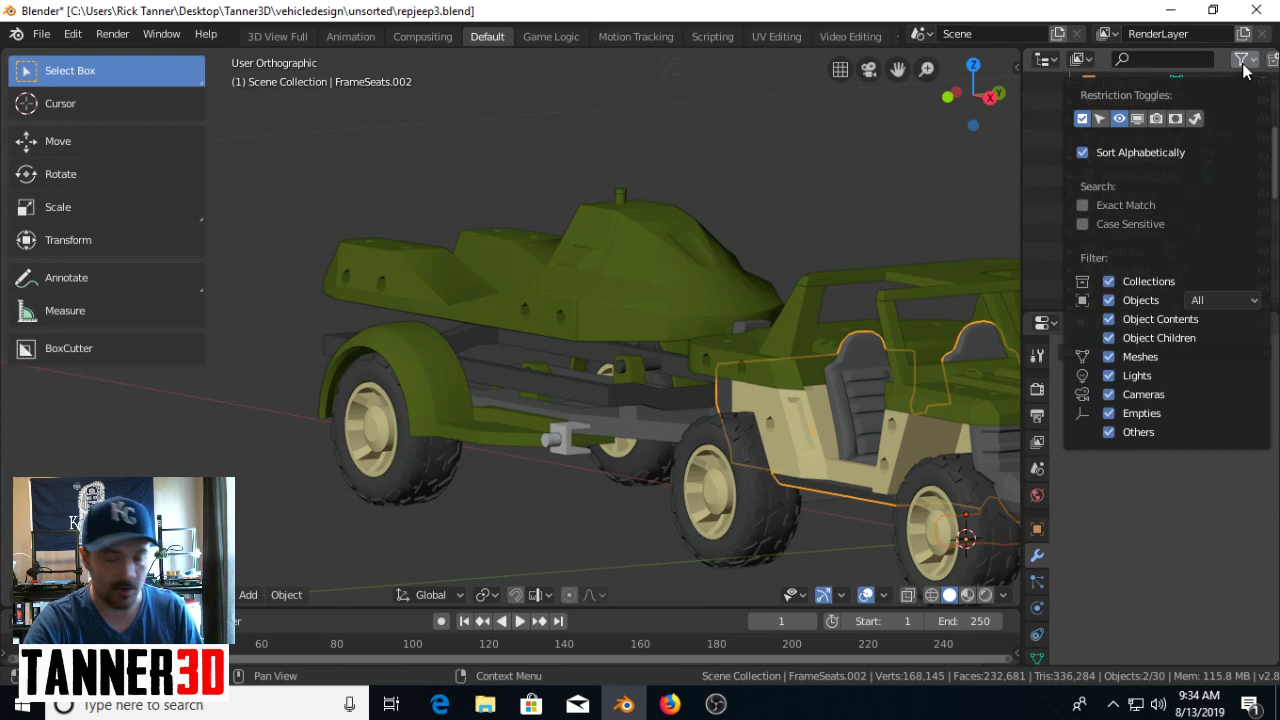 Blender* [C:\Users\Rick Tanner\Desktop\Tanner3D\vehicledesign\unsorted\repjeep3.blend]
File Edit Render Window Help
3D View Full Animation Compositing Default Game Logic Motion Tracking Scripting UV Editing Video Editing
Scene
RenderLayer
Select Box
Cursor
Move
Rotate
Scale
Transform
Annotate
Measure
BoxCutter
User Orthographic
(1) Scene Collection | FrameSeats.002
Z
X
Y
Restriction Toggles:
Sort Alphabetically
Search:
Exact Match
Case Sensitive
Filter:
Collections
Objects All
Object Contents
Object Children
Meshes
Lights
Cameras
Empties
Others
Add Object Global
1 Start: 1 End: 250
60 80 100 120 140 160 180 200 220 240
Pan View Context Menu
Scene Collection | FrameSeats.002 | Verts:168,145 | Faces:232,681 | Tris:336,284 | Objects:2/30 | Mem: 115.8 MB | v2.8
KC
TANNER3D
Type here to search
9:34 AM
8/13/2019
1